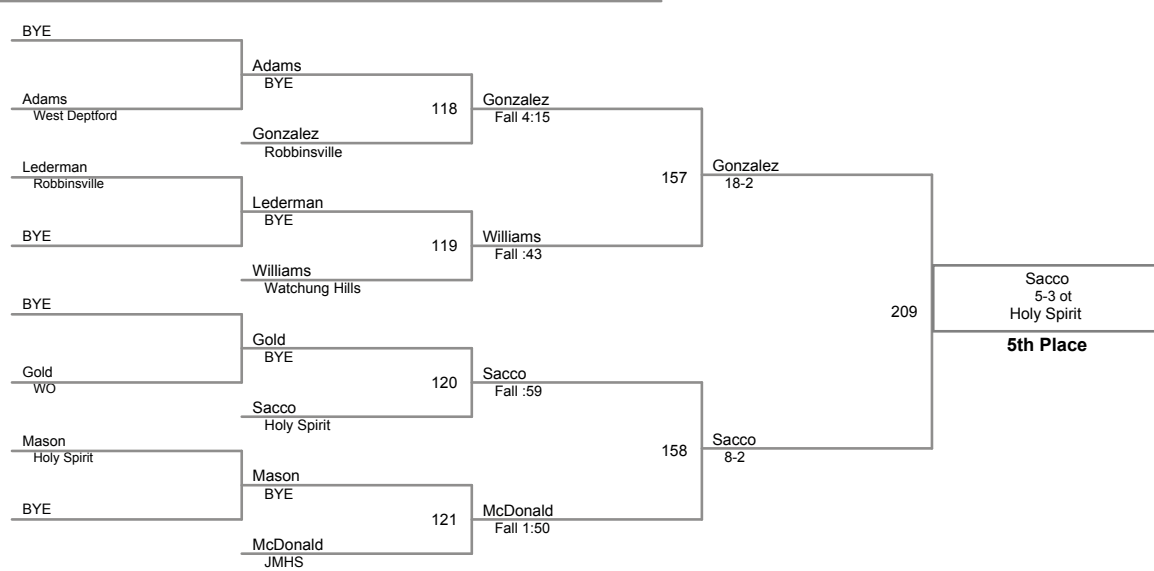 BYE
Adams
BYE
Adams
West Deptford
118
Gonzalez
Fall 4:15
Gonzalez
Robbinsville
Lederman
Robbinsville
157
Gonzalez
18-2
Lederman
BYE
BYE
119
Williams
Fall :43
Williams
Watchung Hills
Sacco
5-3 ot
Holy Spirit
5th Place
209
BYE
Gold
BYE
Gold
WO
120
Sacco
Fall :59
Sacco
Holy Spirit
Mason
Holy Spirit
158
Sacco
8-2
Mason
BYE
BYE
121
McDonald
Fall 1:50
McDonald
JMHS